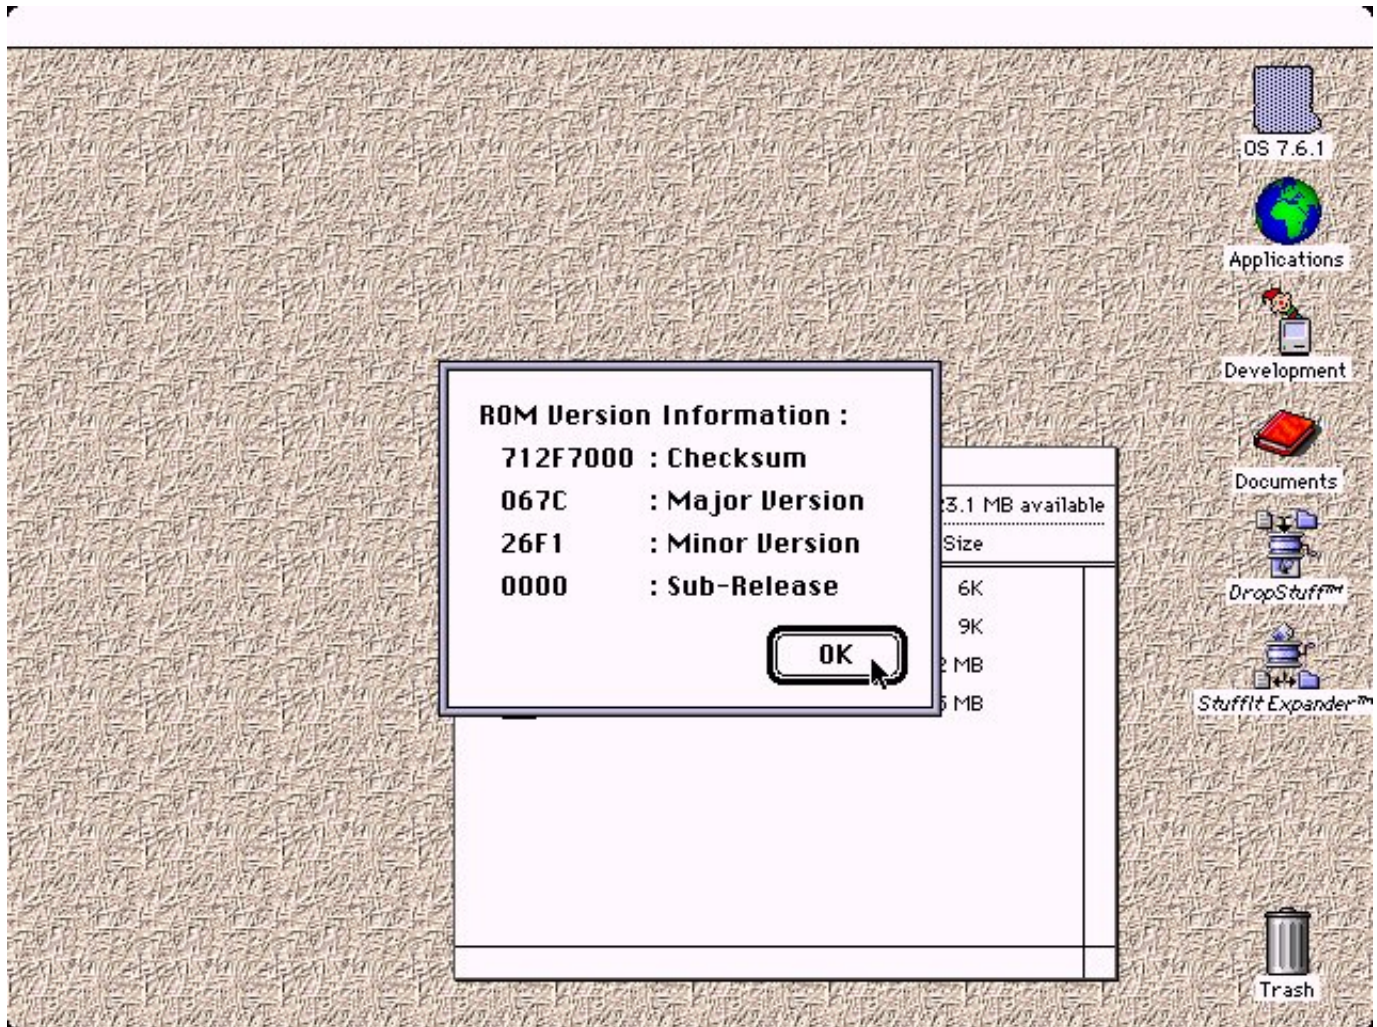 OS 7.6.1
Applications
Development
ROM Version Information :
712F7000 : Checksum
067C : Major Version
26F1 : Minor Version
0000 : Sub-Release
OK
3.1 MB available
Size
6K
9K
MB
MB
Documents
DropStuff™
StuffIt Expander™
Trash